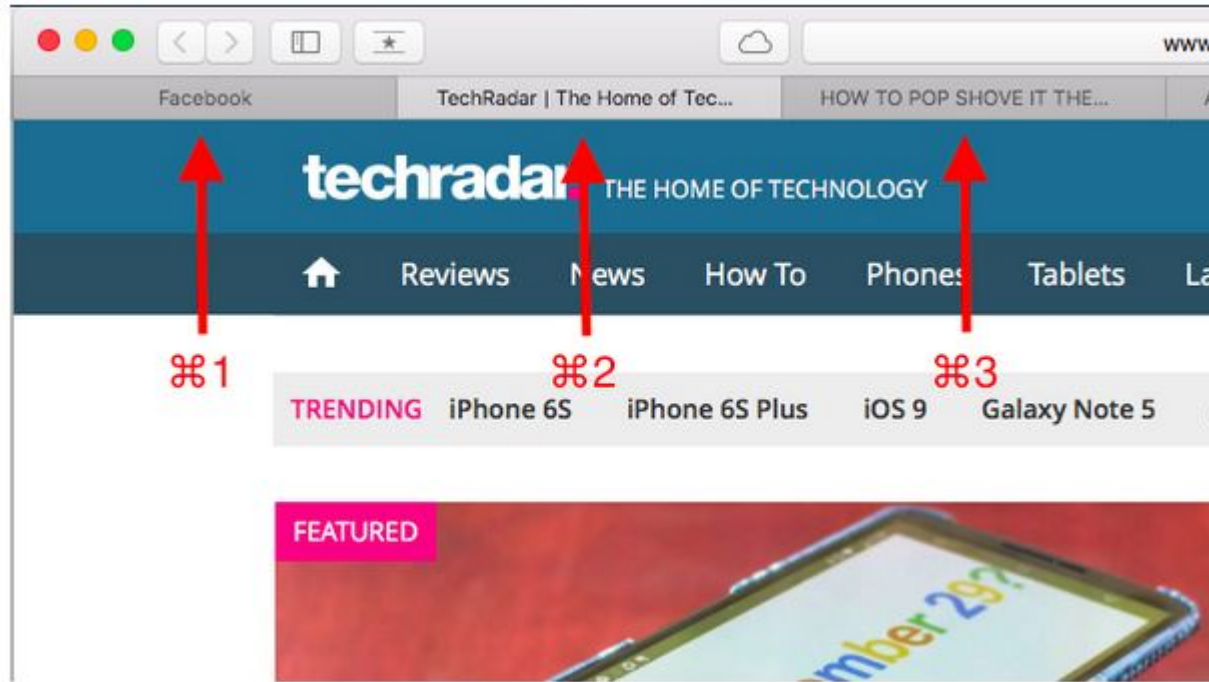 www
Facebook
TechRadar | The Home of Tec...
HOW TO POP SHOVE IT THE...
techradar. THE HOME OF TECHNOLOGY
Reviews News How To Phones Tablets La
⌘1 ⌘2 ⌘3
TRENDING iPhone 6S iPhone 6S Plus iOS 9 Galaxy Note 5
FEATURED
mber 29?